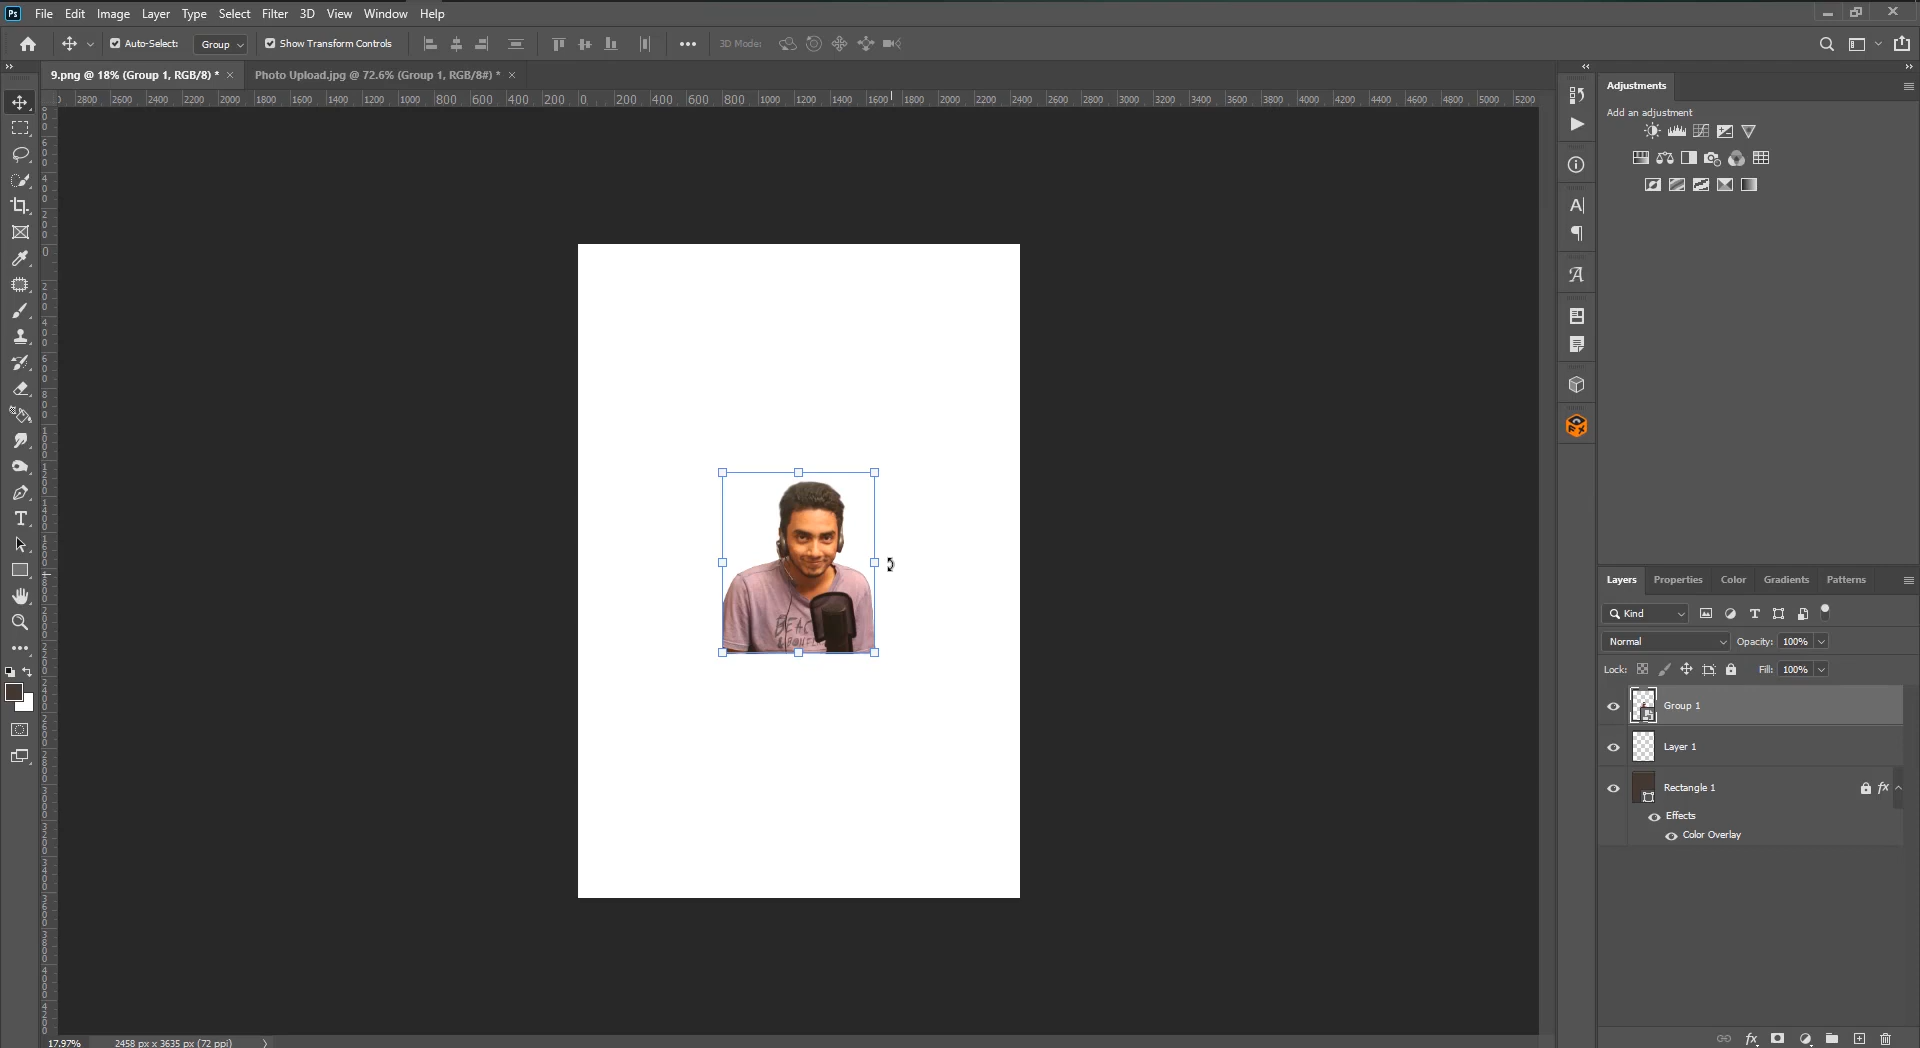 Ps File Edit Image Layer Type Select Filter 3D View Window Help
Auto-Select: Group Show Transform Controls 3D Mode:
9.png @ 18% (Group 1, RGB/8) * × Photo Upload.jpg @ 72.6% (Group 1, RGB/8#) * ×
2800 2600 2400 2200 2000 1800 1600 1400 1200 1000 800 600 400 200 0 200 400 600 800 1000 1200 1400 1600 1800 2000 2200 2400 2600 2800 3000 3200 3400 3600 3800 4000 4200 4400 4600 4800 5000 5200
Adjustments
Add an adjustment
Layers Properties Color Gradients Patterns
Kind
Normal Opacity: 100%
Lock: Fill: 100%
Group 1
Layer 1
Rectangle 1 fx
Effects
Color Overlay
17.97% 2458 px x 3635 px (72 ppi)